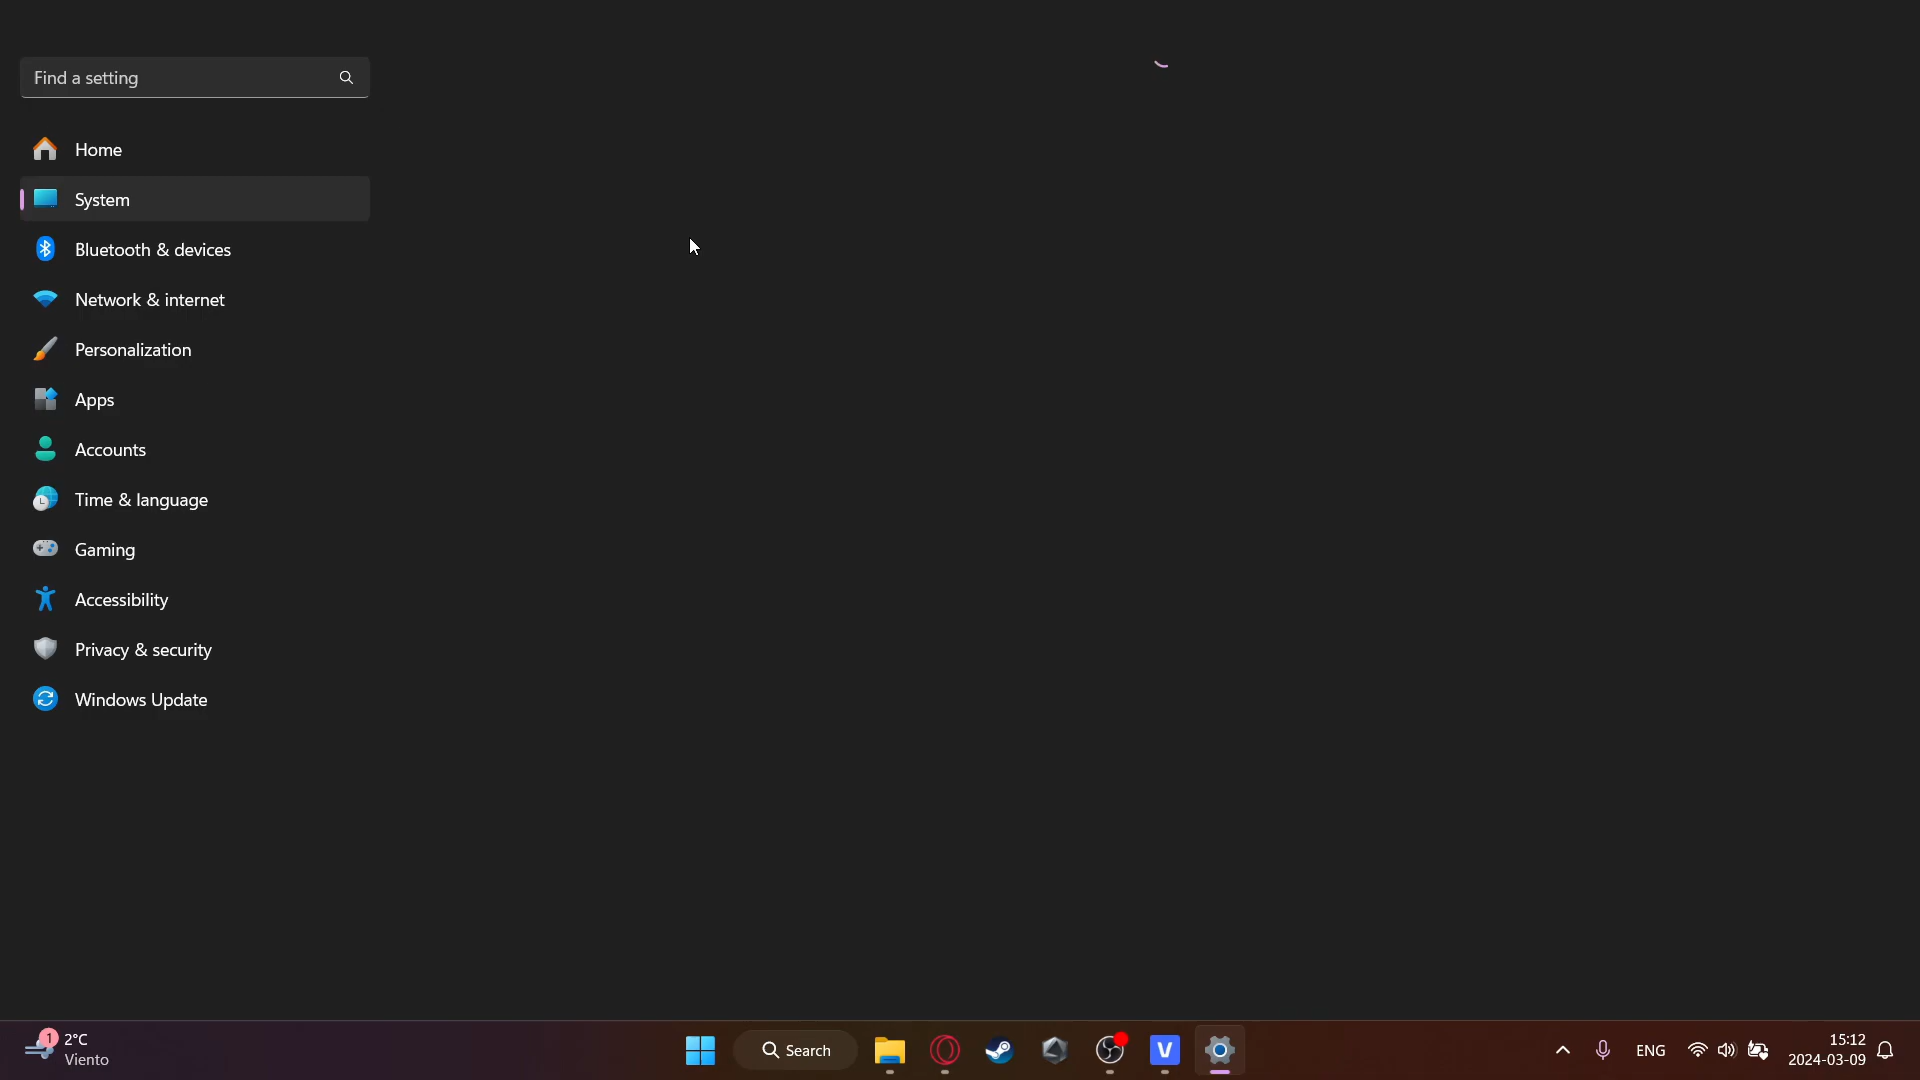 Find a setting
Home
System
Bluetooth & devices
Network & internet
Personalization
Apps
Accounts
Time & language
Gaming
Accessibility
Privacy & security
Windows Update
1
2°C
Viento
Search
V
ENG
15:12
2024-03-09